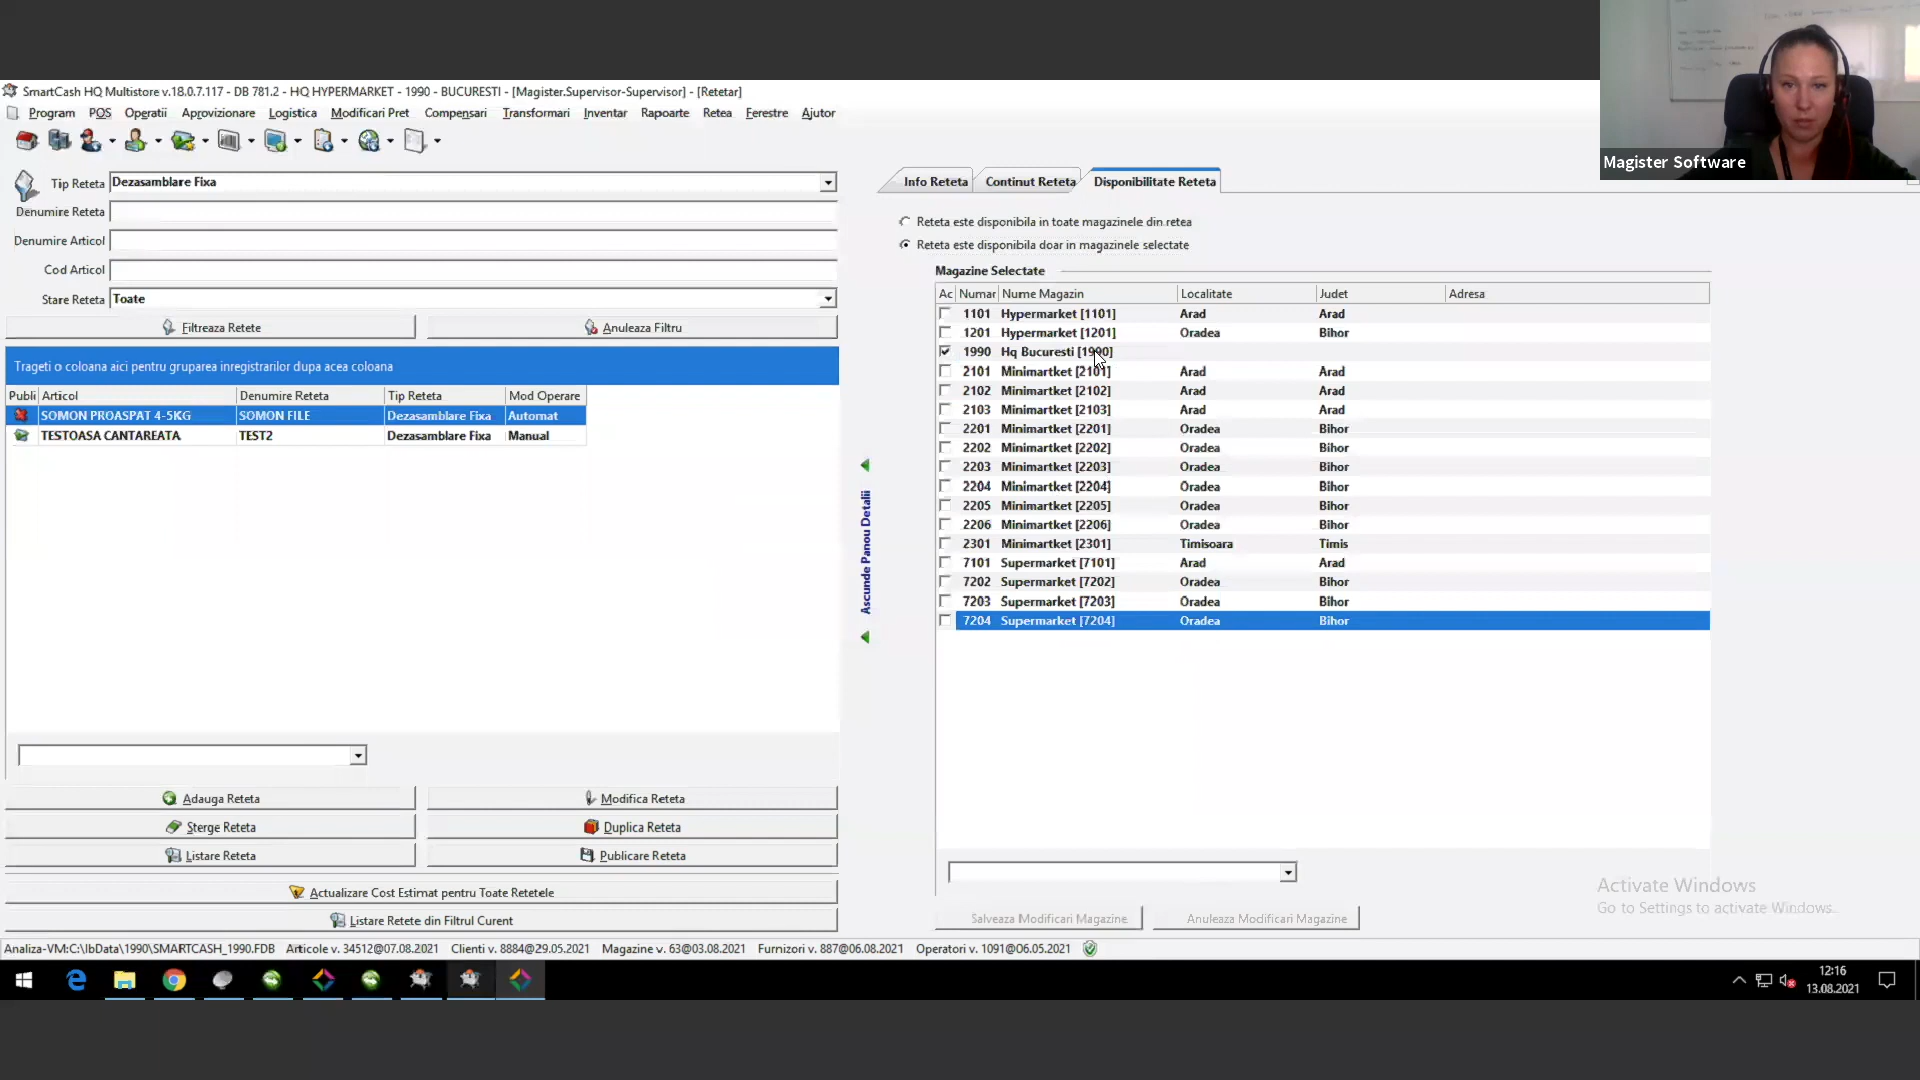 SmartCash HQ Multistore v.18.0.7.117 - DB 781.2 - HQ HYPERMARKET - 1990 - BUCURESTI - [Magister.Supervisor-Supervisor] - [Retetar]
Program POS Operatii Aprovizionare Logistica Modificari Pret Compensari Transformari Inventar Rapoarte Retea Ferestre Ajutor
Magister Software
Tip Reteta Dezasamblare Fixa
Denumire Reteta
Denumire Articol
Cod Articol
Stare Reteta Toate
Filtreaza Retete Anuleaza Filtru
Trageti o coloana aici pentru gruparea inregistrarilor dupa acea coloana
Publi Articol Denumire Reteta Tip Reteta Mod Operare
SOMON PROASPAT 4-5KG SOMON FILE Dezasamblare Fixa Automat
TESTOASA CANTAREATA TEST2 Dezasamblare Fixa Manual
Adauga Reteta Modifica Reteta
Sterge Reteta Duplica Reteta
Listare Reteta Publicare Reteta
Actualizare Cost Estimat pentru Toate Retetele
Listare Retete din Filtrul Curent
Ascunde Panou Detalii
Info Reteta Continut Reteta Disponibilitate Reteta
Reteta este disponibila in toate magazinele din retea
Reteta este disponibila doar in magazinele selectate
Magazine Selectate
Ac Numar Nume Magazin Localitate Judet Adresa
1101 Hypermarket [1101] Arad Arad
1201 Hypermarket [1201] Oradea Bihor
1990 Hq Bucuresti [1990]
2101 Minimartket [2101] Arad Arad
2102 Minimartket [2102] Arad Arad
2103 Minimartket [2103] Arad Arad
2201 Minimartket [2201] Oradea Bihor
2202 Minimartket [2202] Oradea Bihor
2203 Minimartket [2203] Oradea Bihor
2204 Minimartket [2204] Oradea Bihor
2205 Minimartket [2205] Oradea Bihor
2206 Minimartket [2206] Oradea Bihor
2301 Minimartket [2301] Timisoara Timis
7101 Supermarket [7101] Arad Arad
7202 Supermarket [7202] Oradea Bihor
7203 Supermarket [7203] Oradea Bihor
7204 Supermarket [7204] Oradea Bihor
Salveaza Modificari Magazine Anuleaza Modificari Magazine
Activate Windows
Go to Settings to activate Windows.
Analiza-VM:C:\IbData\1990\SMARTCASH_1990.FDB Articole v. 34512@07.08.2021 Clienti v. 8884@29.05.2021 Magazine v. 63@03.08.2021 Furnizori v. 887@06.08.2021 Operatori v. 1091@06.05.2021
12:16
13.08.2021